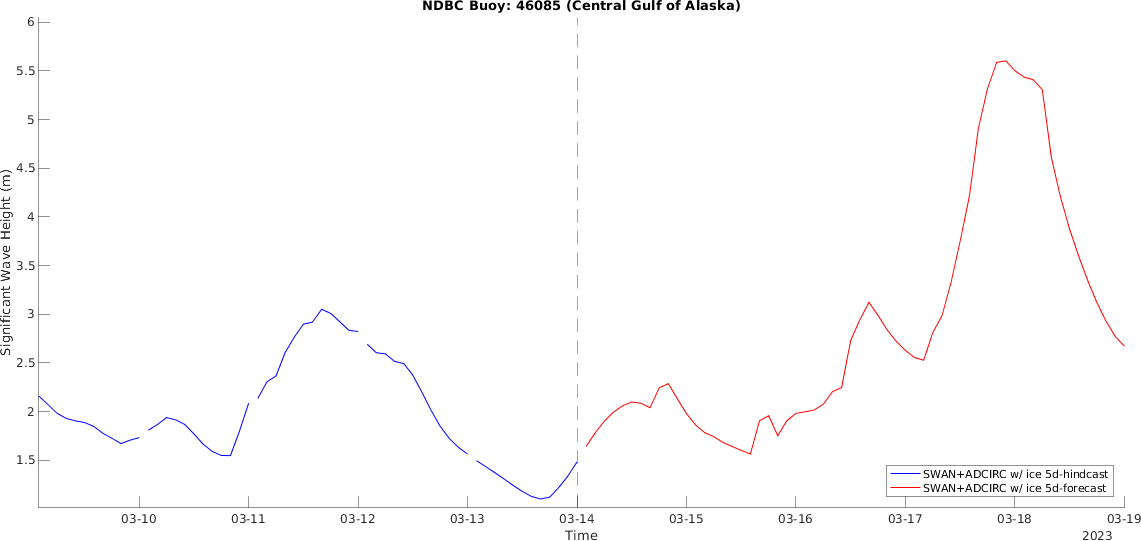 NDBC Buoy: 46085 (Central Gulf of Alaska)
6
5.5
5
4.5
4
3.5
3
2.5
2
1.5
Significant Wave Height (m)
SWAN+ADCIRC w/ ice 5d-hindcast
SWAN+ADCIRC w/ ice 5d-forecast
03-10 03-11 03-12 03-13 03-14 03-15 03-16 03-17 03-18 03-19
Time
2023